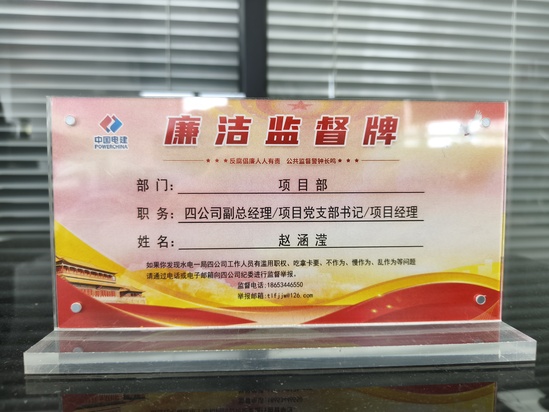 中国电建
POWERCHINA
廉洁监督牌
★★★反腐倡廉人人有责 公共监督警钟长鸣★★★
部门: 项目部
职务: 四公司副总经理/项目党支部书记/项目经理
姓名: 赵涵滢
如果你发现水电一局四公司工作人员有滥用职权、吃拿卡要、不作为、慢作为、乱作为等问题
请通过电话或电子邮箱向四公司纪委进行监督举报。
监督电话:18653446550
举报邮箱:tlfjjw@126.com